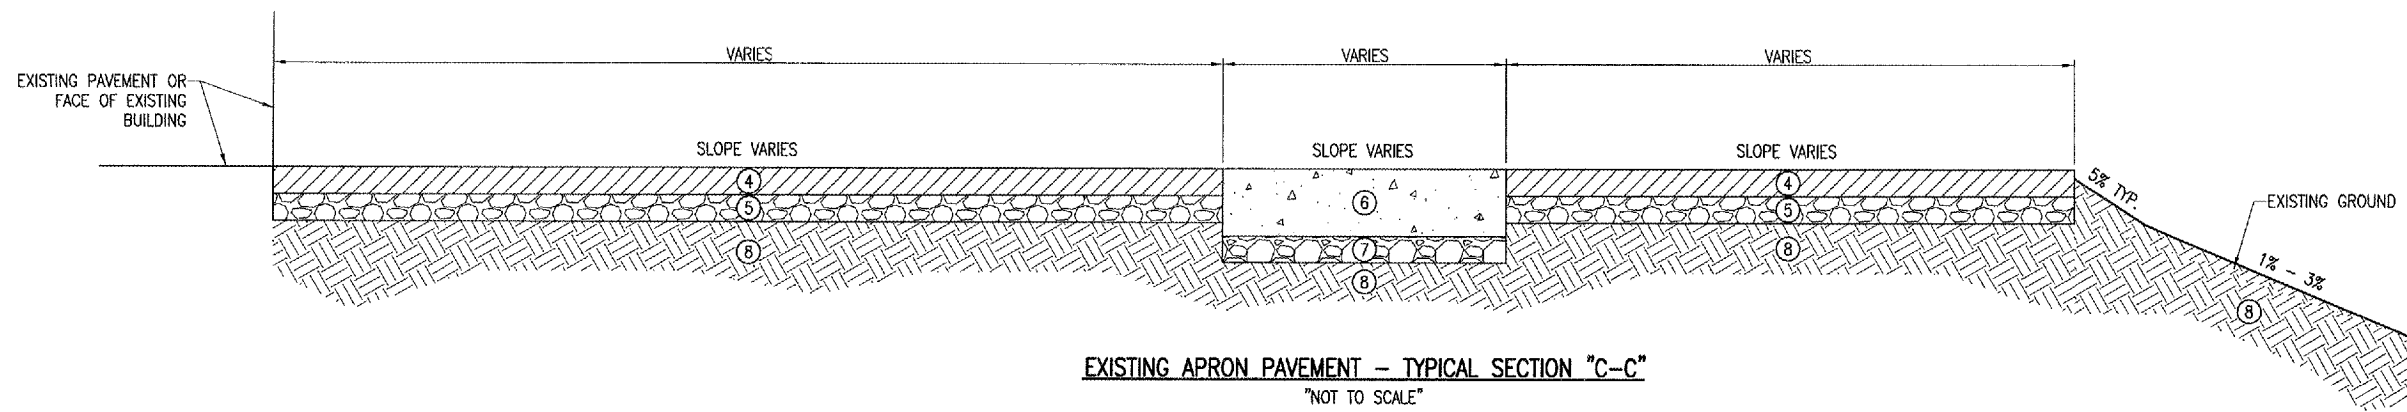 VARIES
VARIES
VARIES
EXISTING PAVEMENT OR
FACE OF EXISTING
BUILDING
SLOPE VARIES
SLOPE VARIES
SLOPE VARIES
4
5
8
6
7
8
4
5
8
5% TYP.
EXISTING GROUND
1% - 3%
8
EXISTING APRON PAVEMENT - TYPICAL SECTION "C-C"
"NOT TO SCALE"